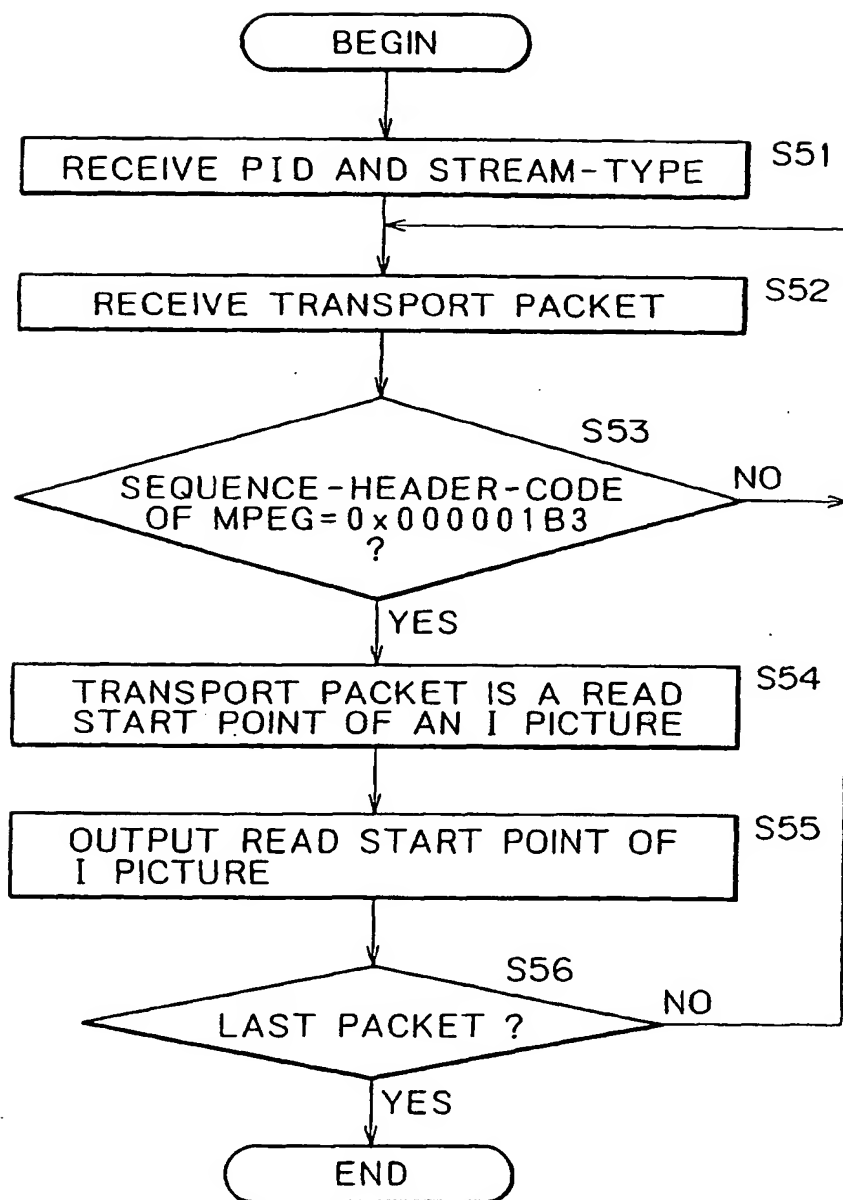 BEGIN
RECEIVE PID AND STREAM-TYPE
S51
RECEIVE TRANSPORT PACKET
S52
S53
SEQUENCE-HEADER-CODE
OF MPEG=0x000001B3
?
NO
YES
TRANSPORT PACKET IS A READ
START POINT OF AN I PICTURE
S54
OUTPUT READ START POINT OF
I PICTURE
S55
S56
LAST PACKET ?
NO
YES
END